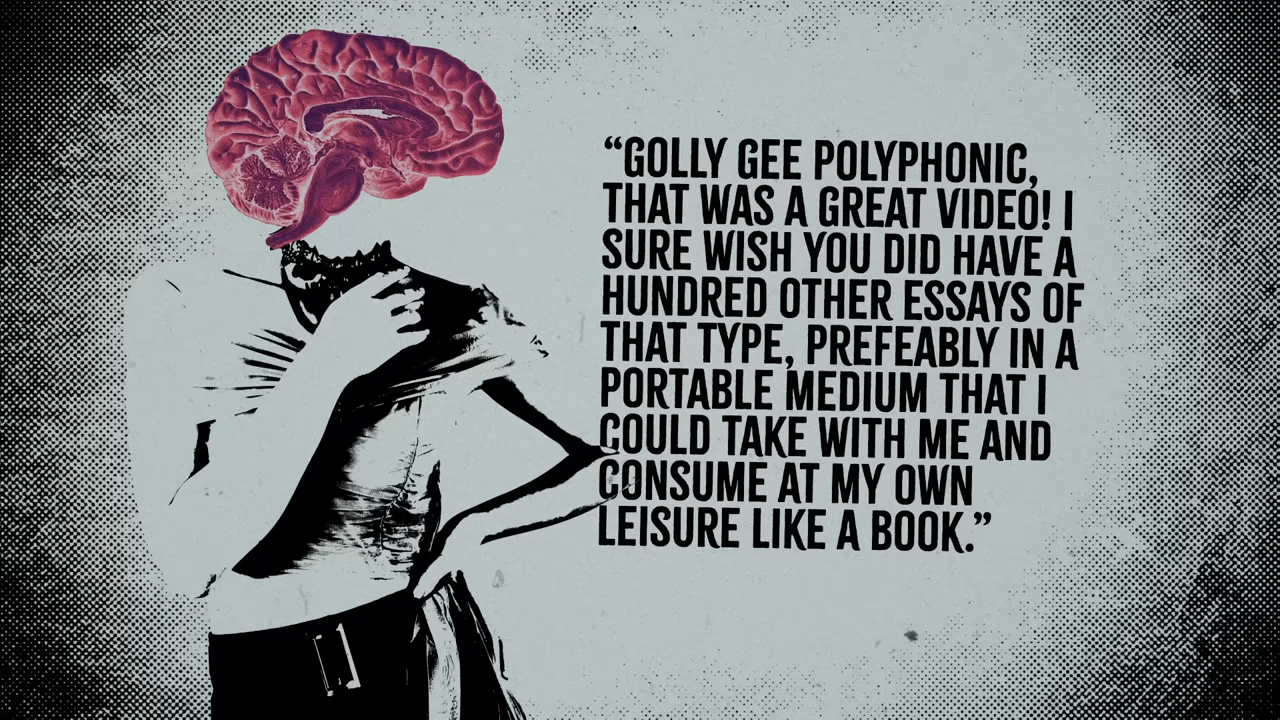 “GOLLY GEE POLYPHONIC,
THAT WAS A GREAT VIDEO! I
SURE WISH YOU DID HAVE A
HUNDRED OTHER ESSAYS OF
THAT TYPE, PREFEABLY IN A
PORTABLE MEDIUM THAT I
COULD TAKE WITH ME AND
CONSUME AT MY OWN
LEISURE LIKE A BOOK.”